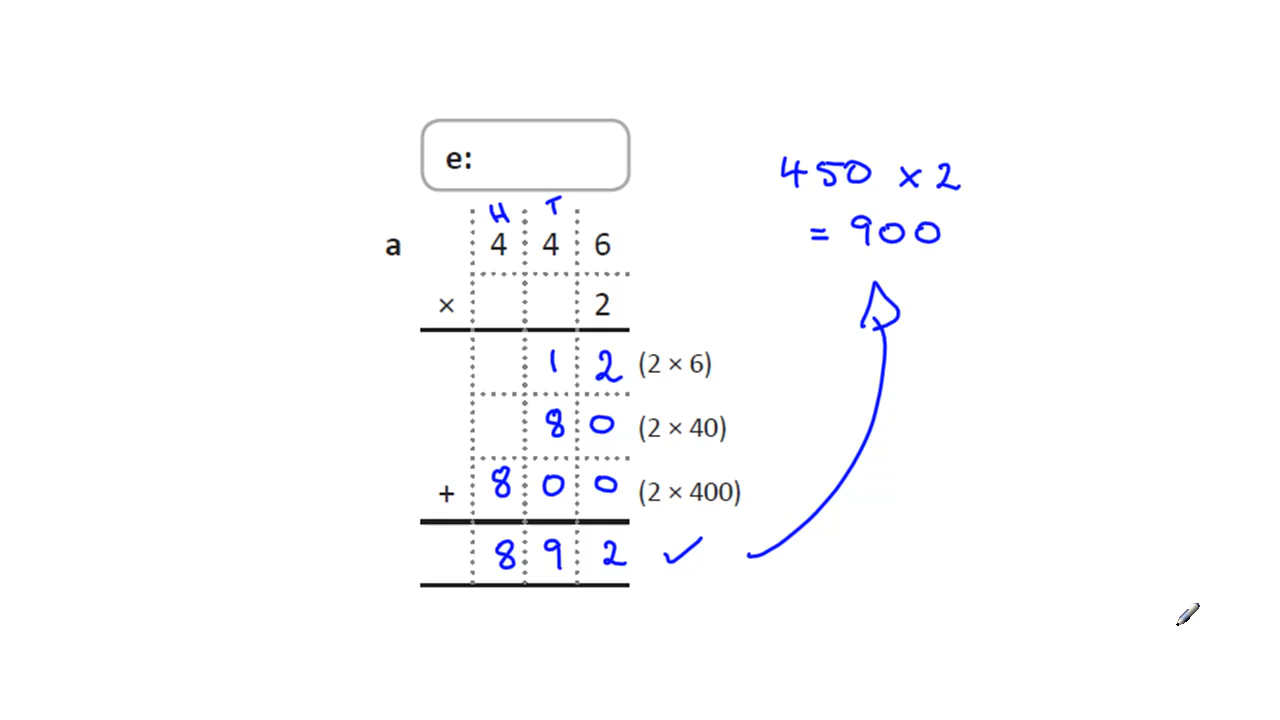 e:
450 × 2
= 900
H T
a 4 4 6
× 2
1 2 (2 × 6)
8 0 (2 × 40)
+ 8 0 0 (2 × 400)
8 9 2 ✓